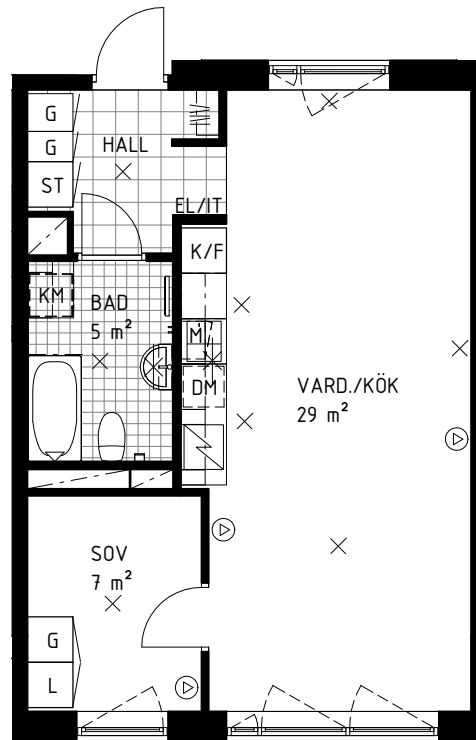 G
HALL
G
ST
EL/IT
K/F
KM
BAD
5 m²
M
DM
VARD./KÖK
29 m²
SOV
7 m²
G
L